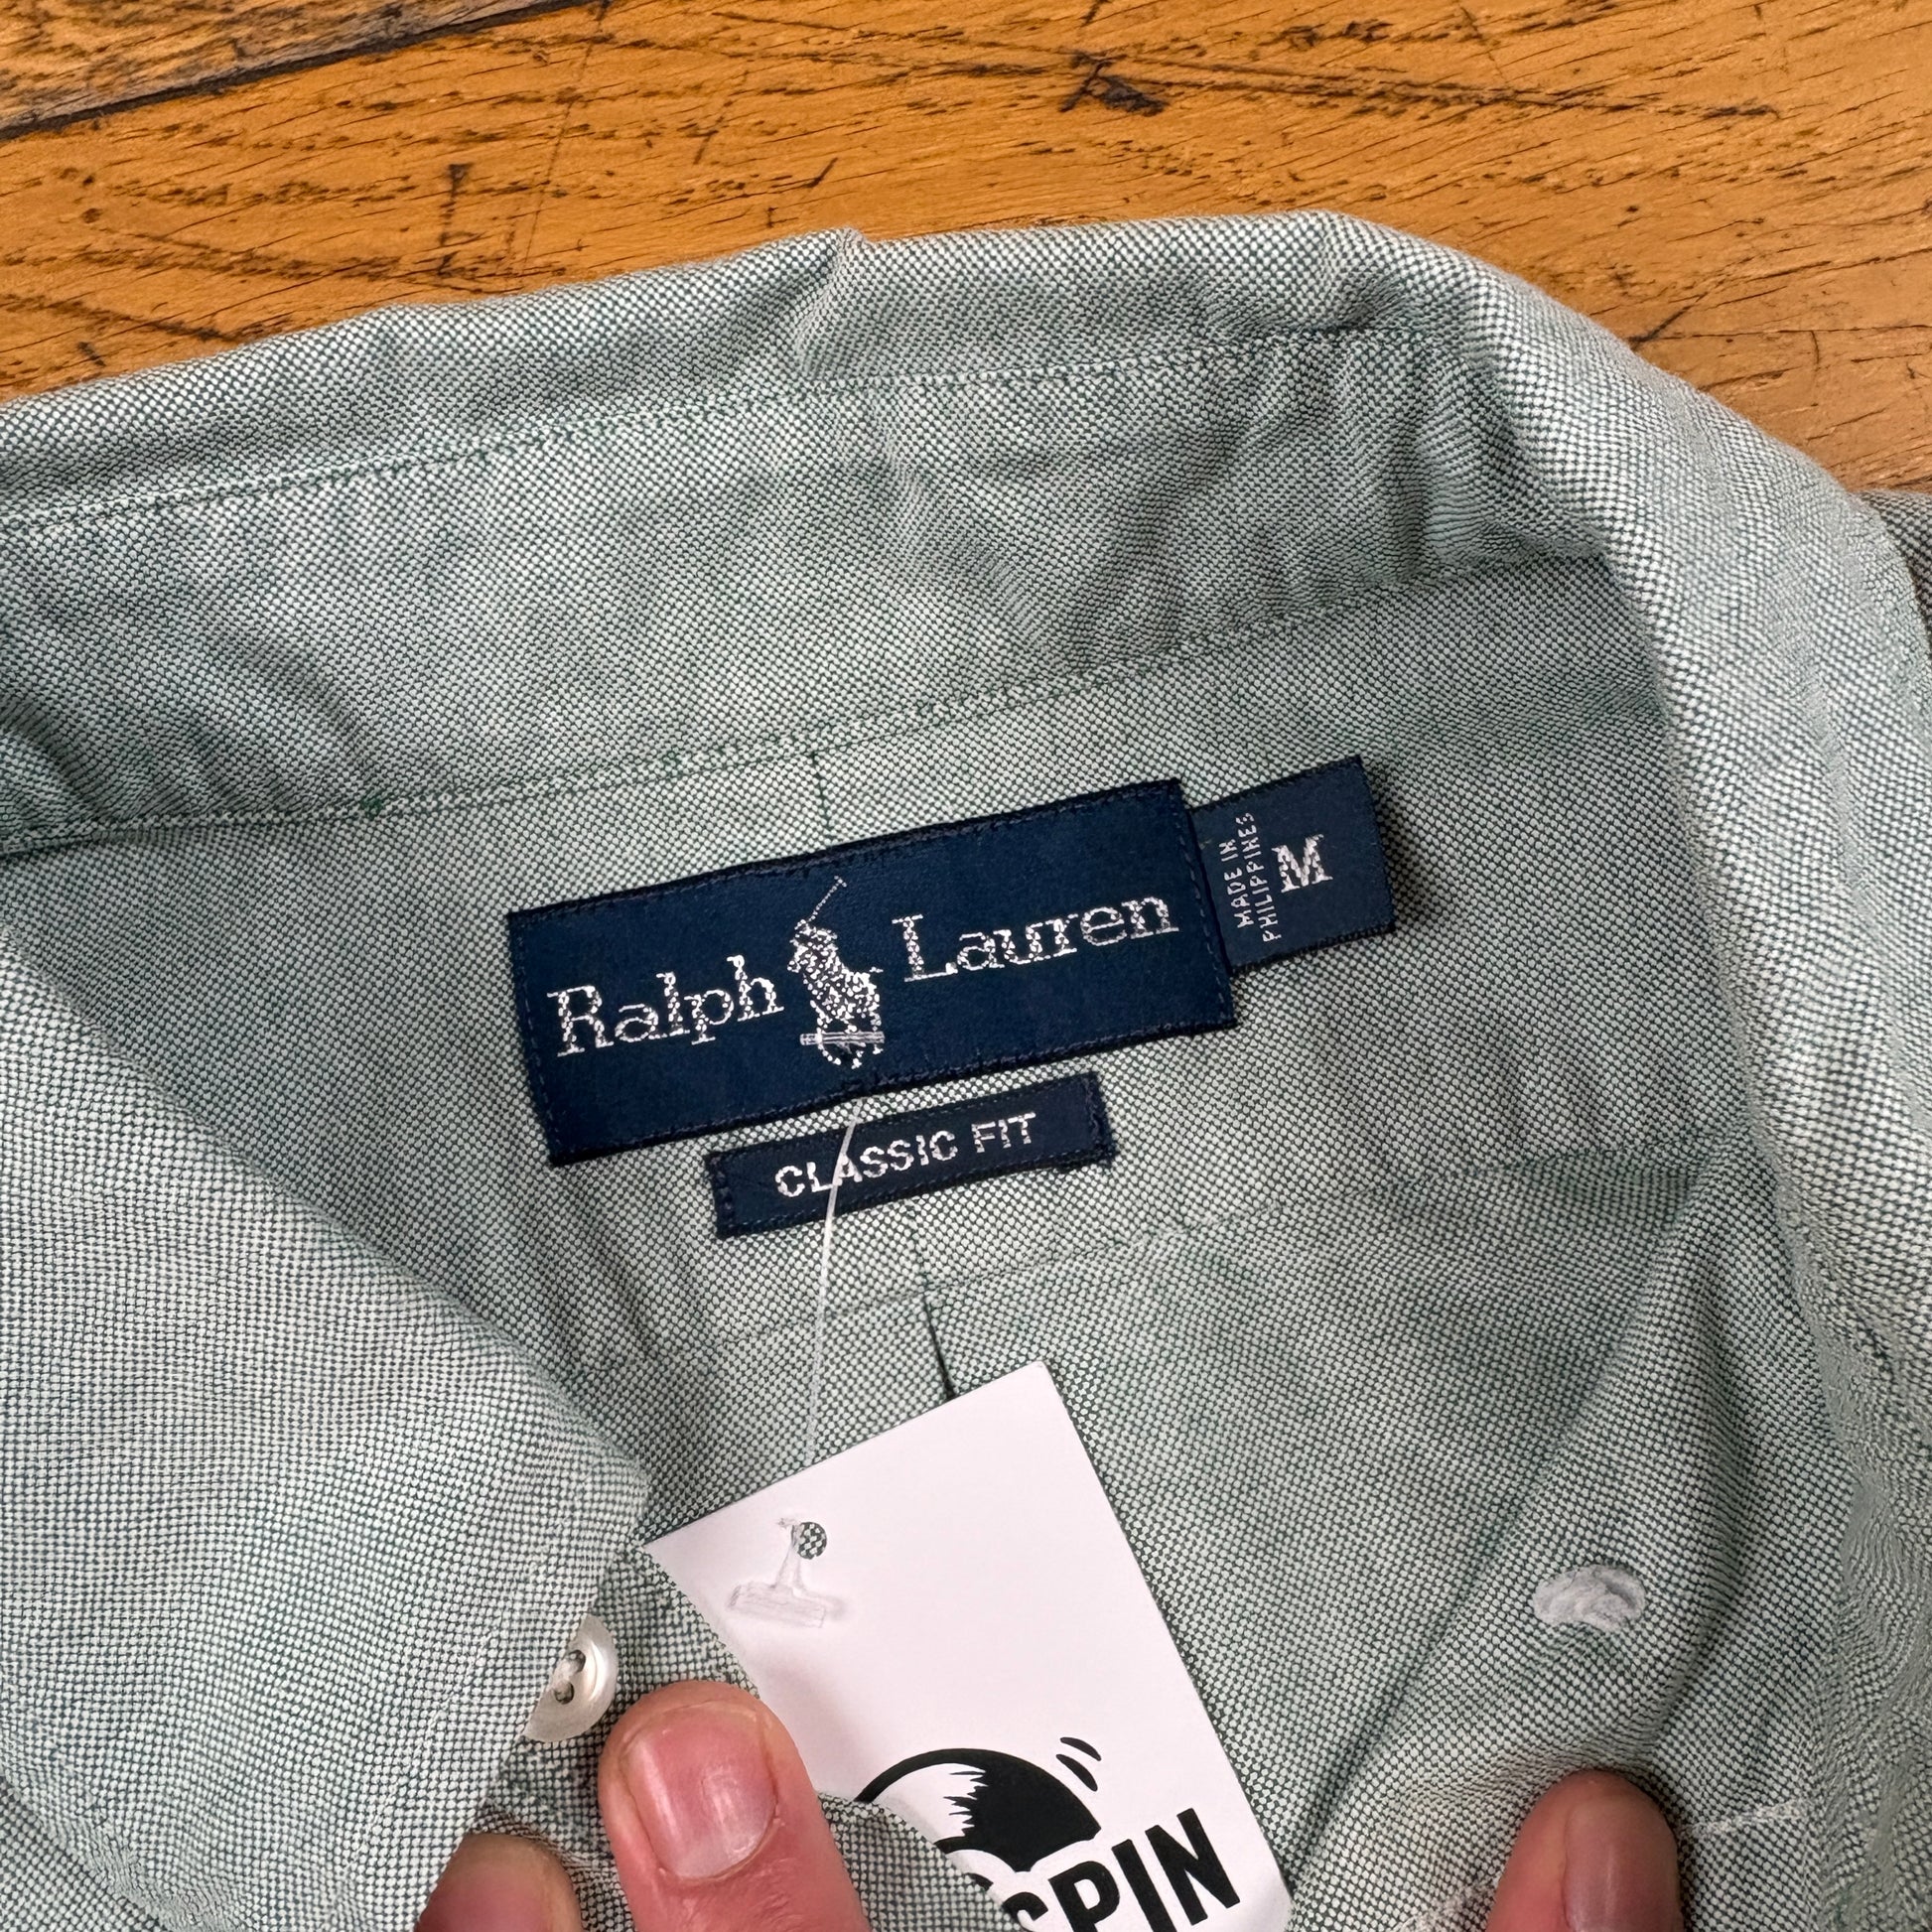 Ralph Lauren
MADE IN
PHILIPPINES
M
CLASSIC FIT
SPIN